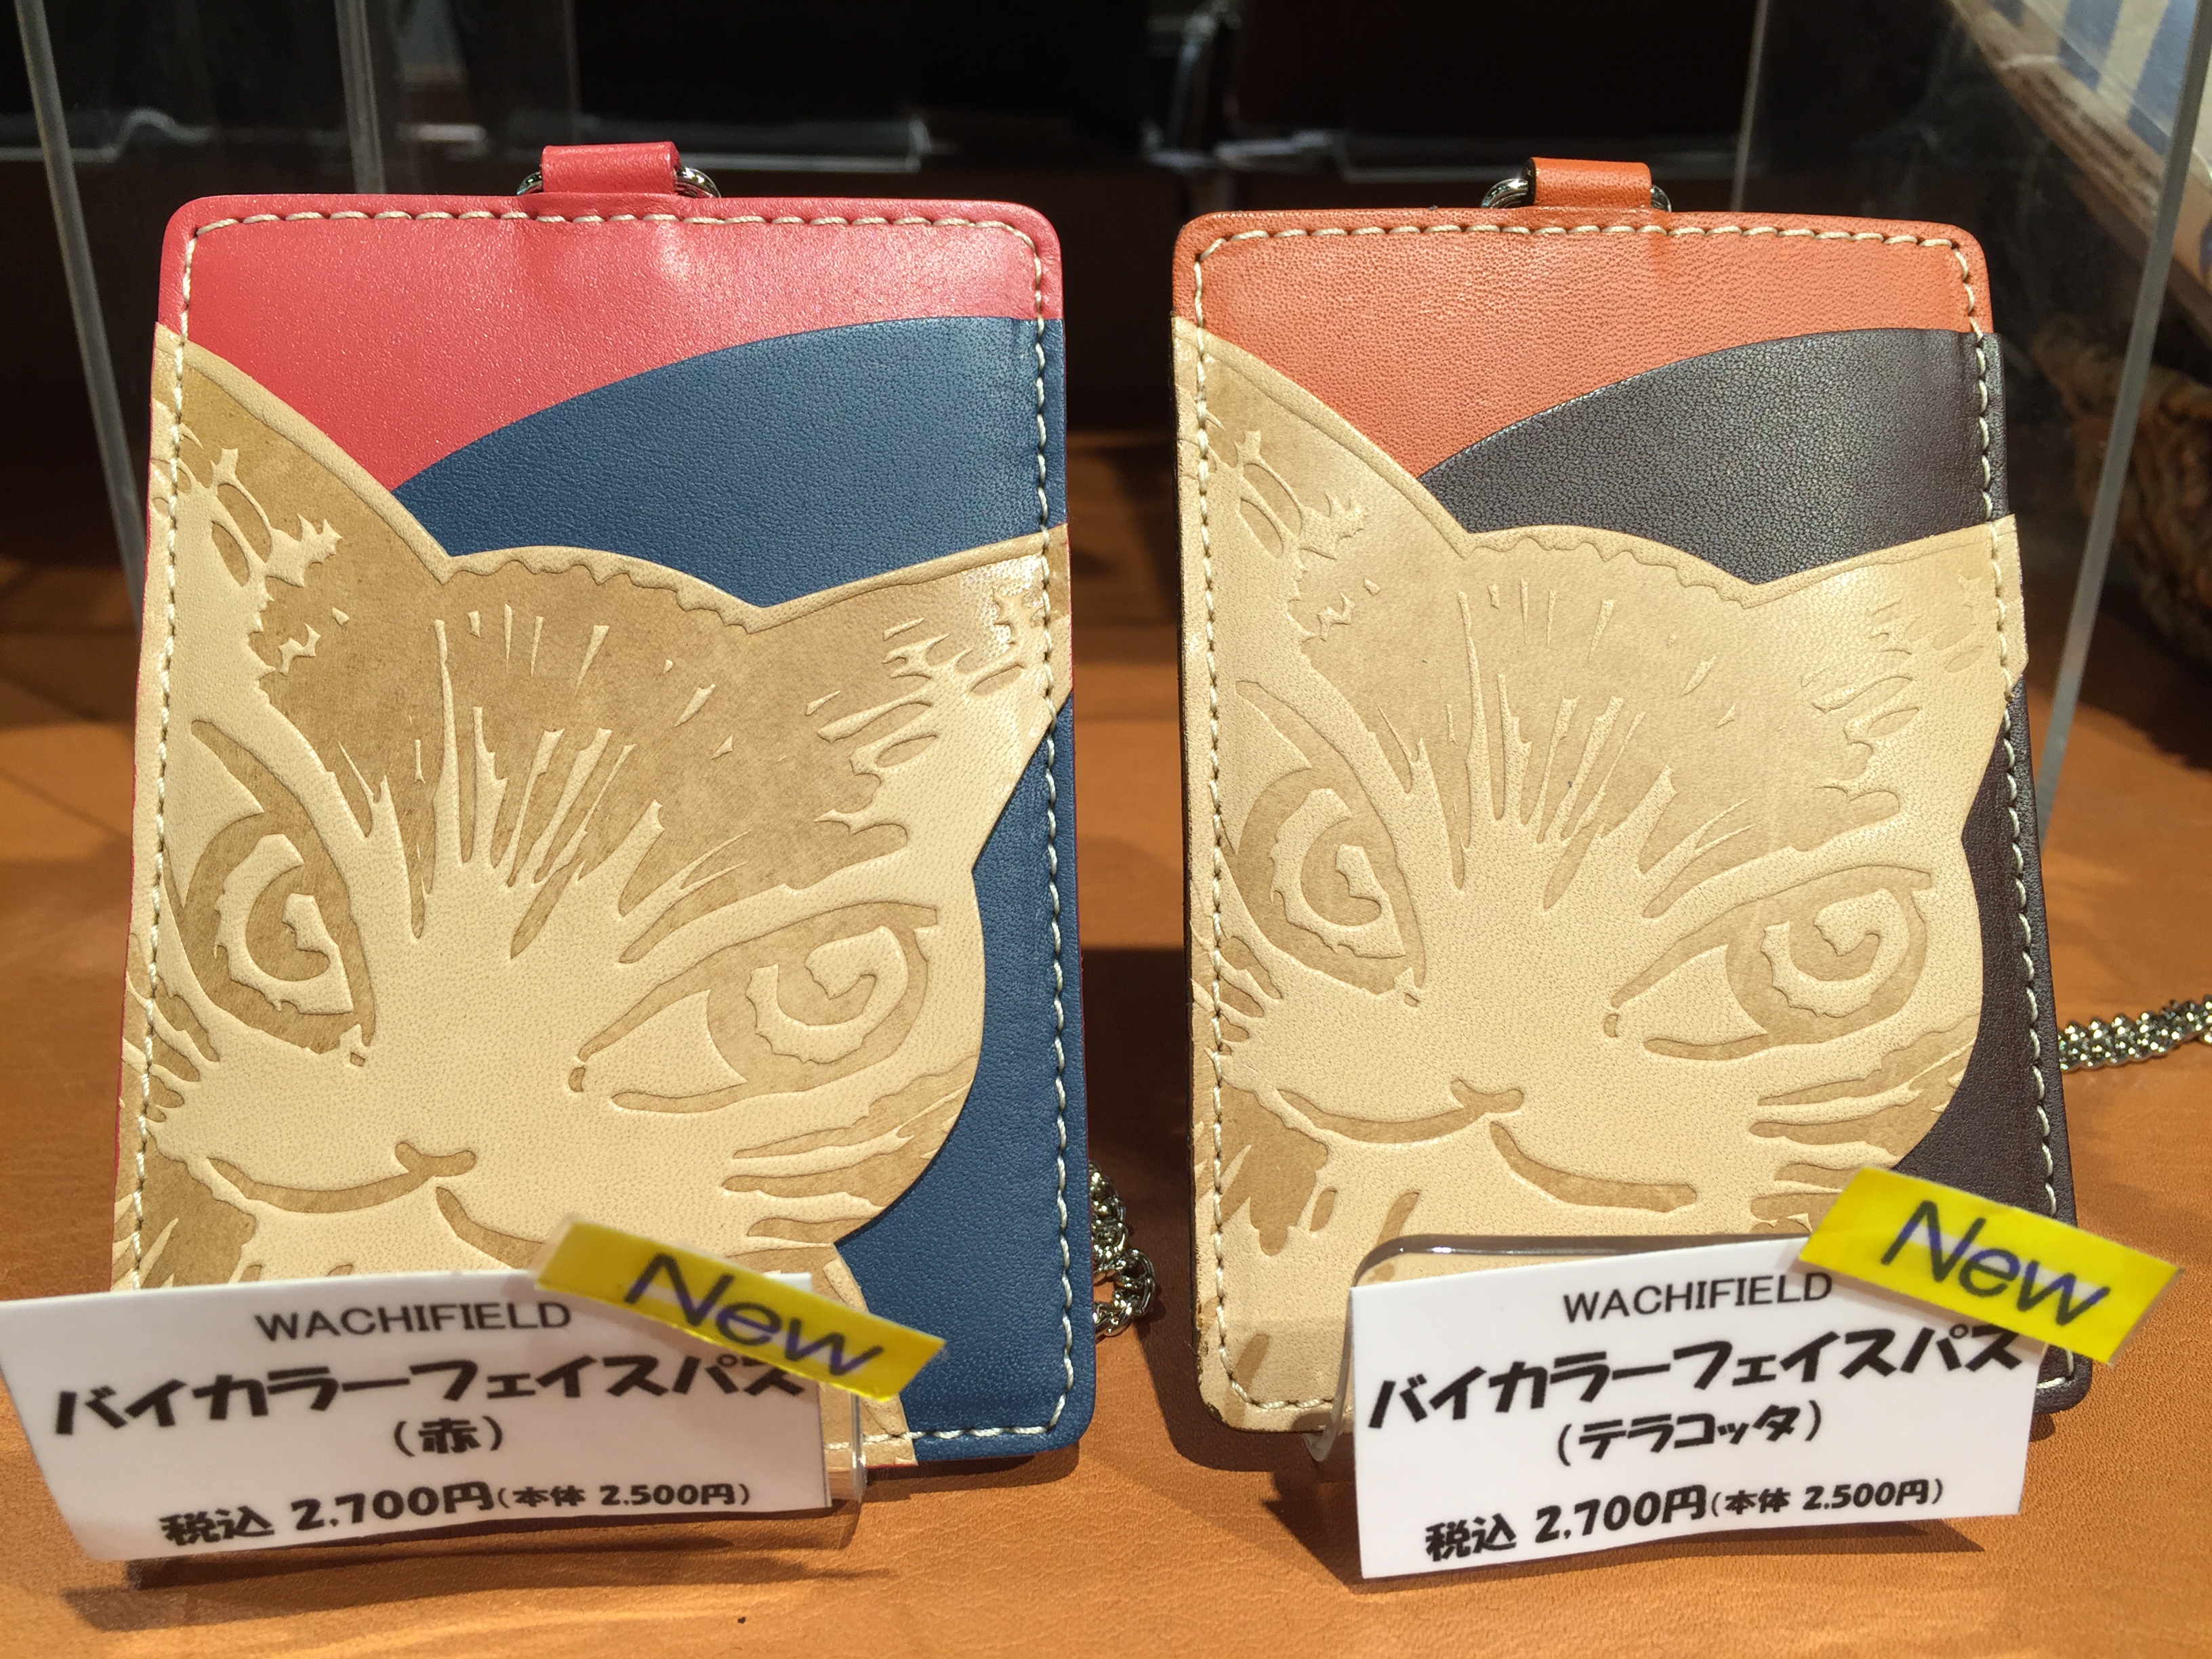 WACHIFIELD
New
バイカラーフェイスパス
(赤)
税込 2,700円(本体 2,500円)
WACHIFIELD
New
バイカラーフェイスパス
(テラコッタ)
税込 2,700円(本体 2,500円)